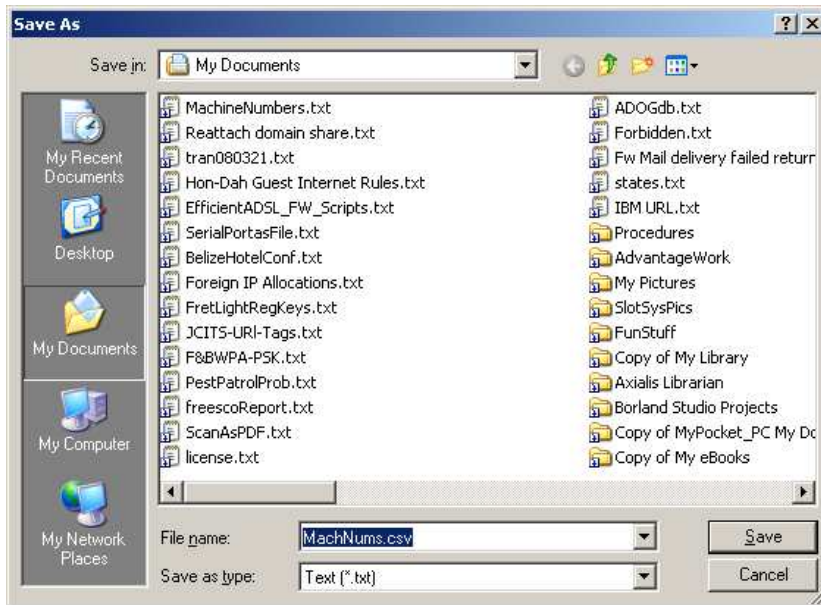 Save As
Save in:
My Documents
My Recent
Documents
Desktop
My Documents
My Computer
My Network
Places
MachineNumbers.txt
Reattach domain share.txt
tran080321.txt
Hon-Dah Guest Internet Rules.txt
EfficientADSL_FW_Scripts.txt
SerialPortasFile.txt
BelizeHotelConf.txt
Foreign IP Allocations.txt
FretLightRegKeys.txt
JCITS-URl-Tags.txt
F&BWPA-PSK.txt
PestPatrolProb.txt
freescoReport.txt
ScanAsPDF.txt
license.txt
ADOGdb.txt
Forbidden.txt
Fw Mail delivery failed return
states.txt
IBM URL.txt
Procedures
AdvantageWork
My Pictures
SlotSysPics
FunStuff
Copy of My Library
Axialis Librarian
Borland Studio Projects
Copy of MyPocket_PC My Do
Copy of My eBooks
File name:
MachNums.csv
Save
Save as type:
Text (*.txt)
Cancel